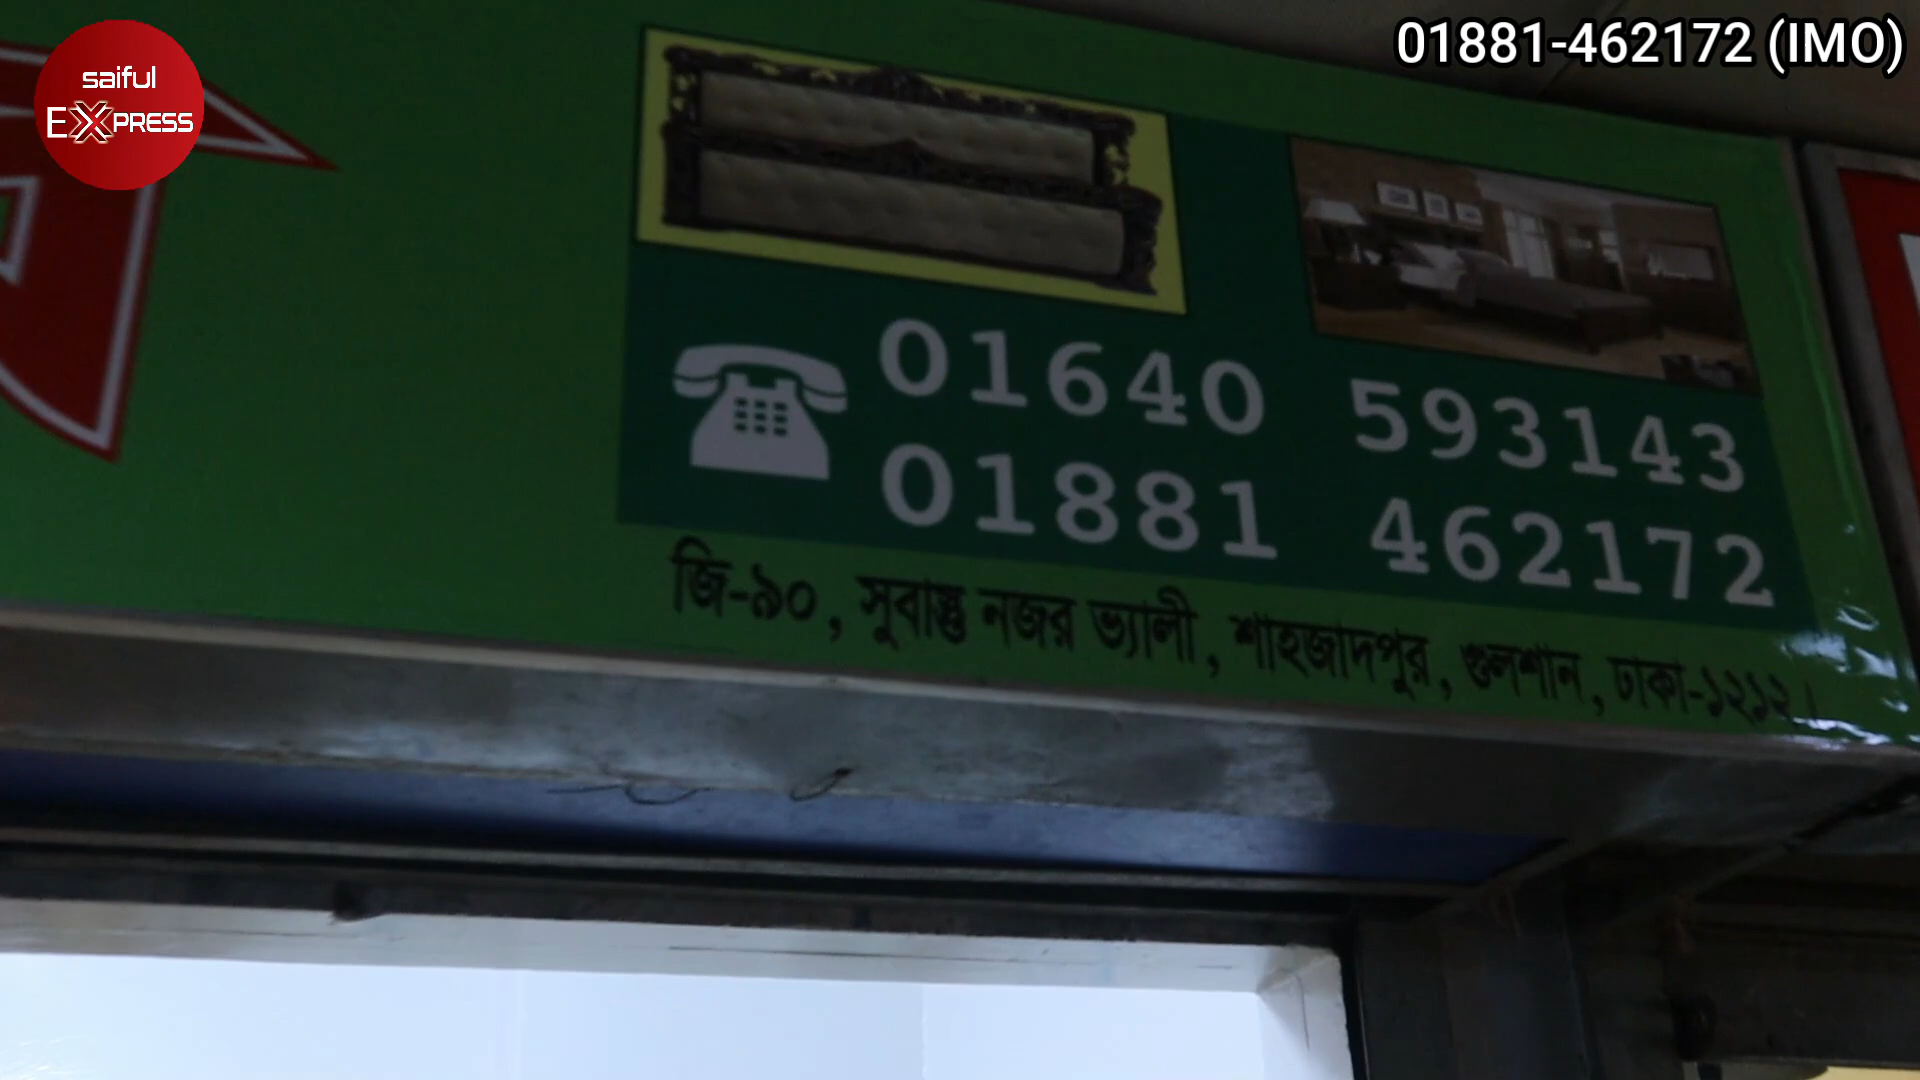 saiful
EXPRESS
01881-462172 (IMO)
01640 593143
01881 462172
জি-৯০, সুবাস্তু নজর ভ্যালী, শাহজাদপুর, গুলশান, ঢাকা-১২১২।